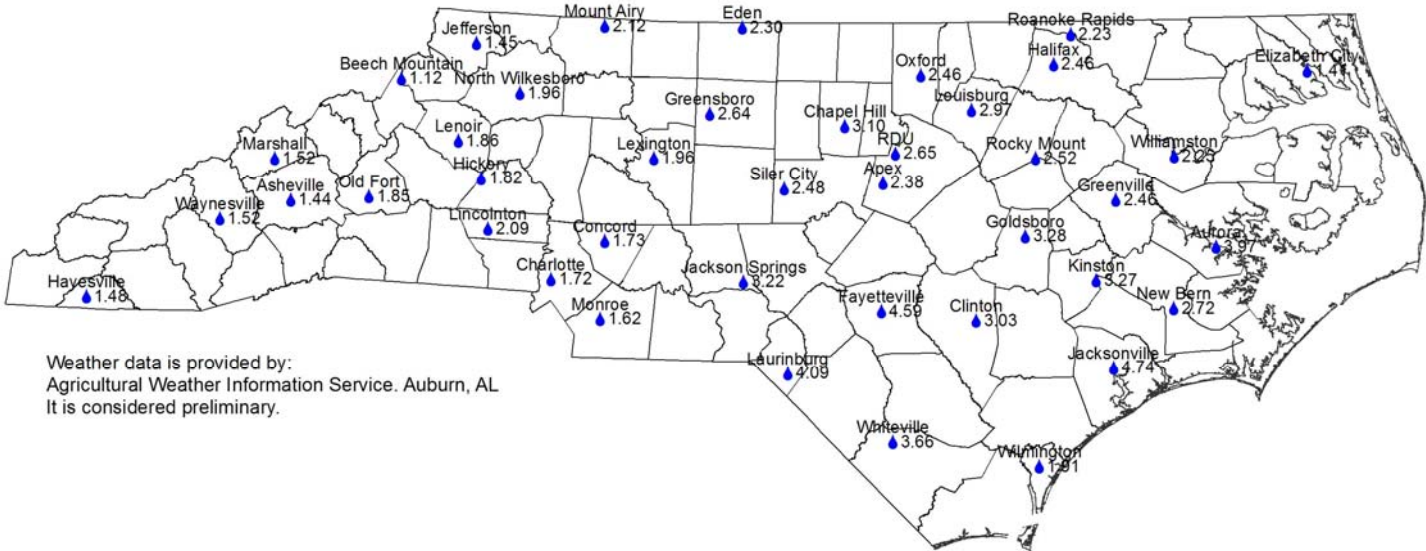 Mount Airy
2.12
Eden
2.30
Roanoke Rapids
2.23
Jefferson
1.45
Halifax
2.46
Elizabeth City
1.41
Beech Mountain
1.12
Oxford
2.46
North Wilkesboro
1.96
Louisburg
2.97
Greensboro
2.64
Chapel Hill
3.10
Lenoir
1.86
RDU
2.65
Marshall
1.52
Lexington
1.96
Rocky Mount
2.52
Williamston
Hickory
1.82
Apex
2.38
Siler City
2.48
Old Fort
1.85
Asheville
1.44
Greenville
2.46
Waynesville
1.52
Lincolnton
2.09
Goldsboro
3.28
Concord
1.73
Aurora
3.97
Charlotte
1.72
Jackson Springs
3.22
Kinston
3.27
Hayesville
1.48
New Bern
2.72
Fayetteville
4.59
Clinton
3.03
Monroe
1.62
Laurinburg
4.09
Jacksonville
4.74
Weather data is provided by:
Agricultural Weather Information Service. Auburn, AL
It is considered preliminary.
Whiteville
3.66
Wilmington
1.91